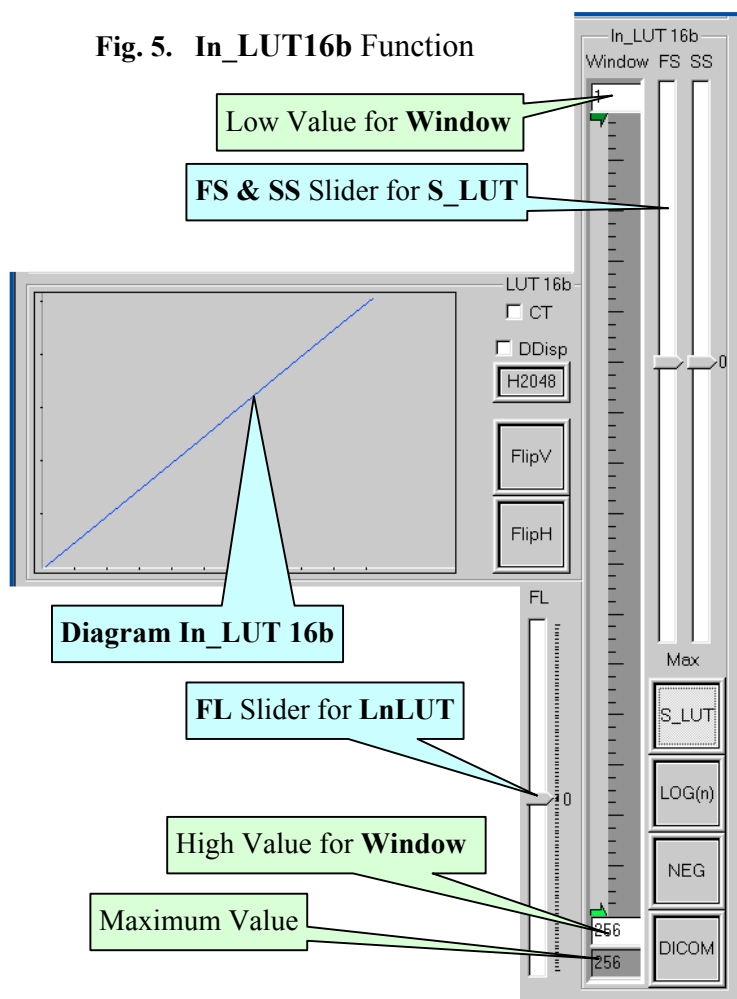 Fig. 5. In_LUT16b Function
In_LUT 16b
Window FS SS
1
Low Value for Window
FS & SS Slider for S_LUT
LUT 16b
CT
DDisp
0
H2048
FlipV
FlipH
FL
Diagram In_LUT 16b
Max
S_LUT
FL Slider for LnLUT
LOG(n)
0
High Value for Window
NEG
Maximum Value
256
DICOM
256